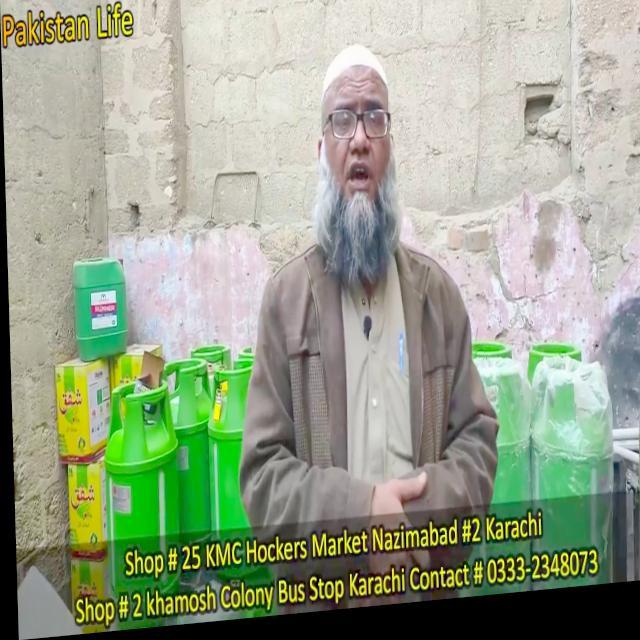 Pakistan Life
Shop # 25 KMC Hockers Market Nazimabad #2 Karachi
Shop # 2 khamosh Colony Bus Stop Karachi Contact # 0333-2348073